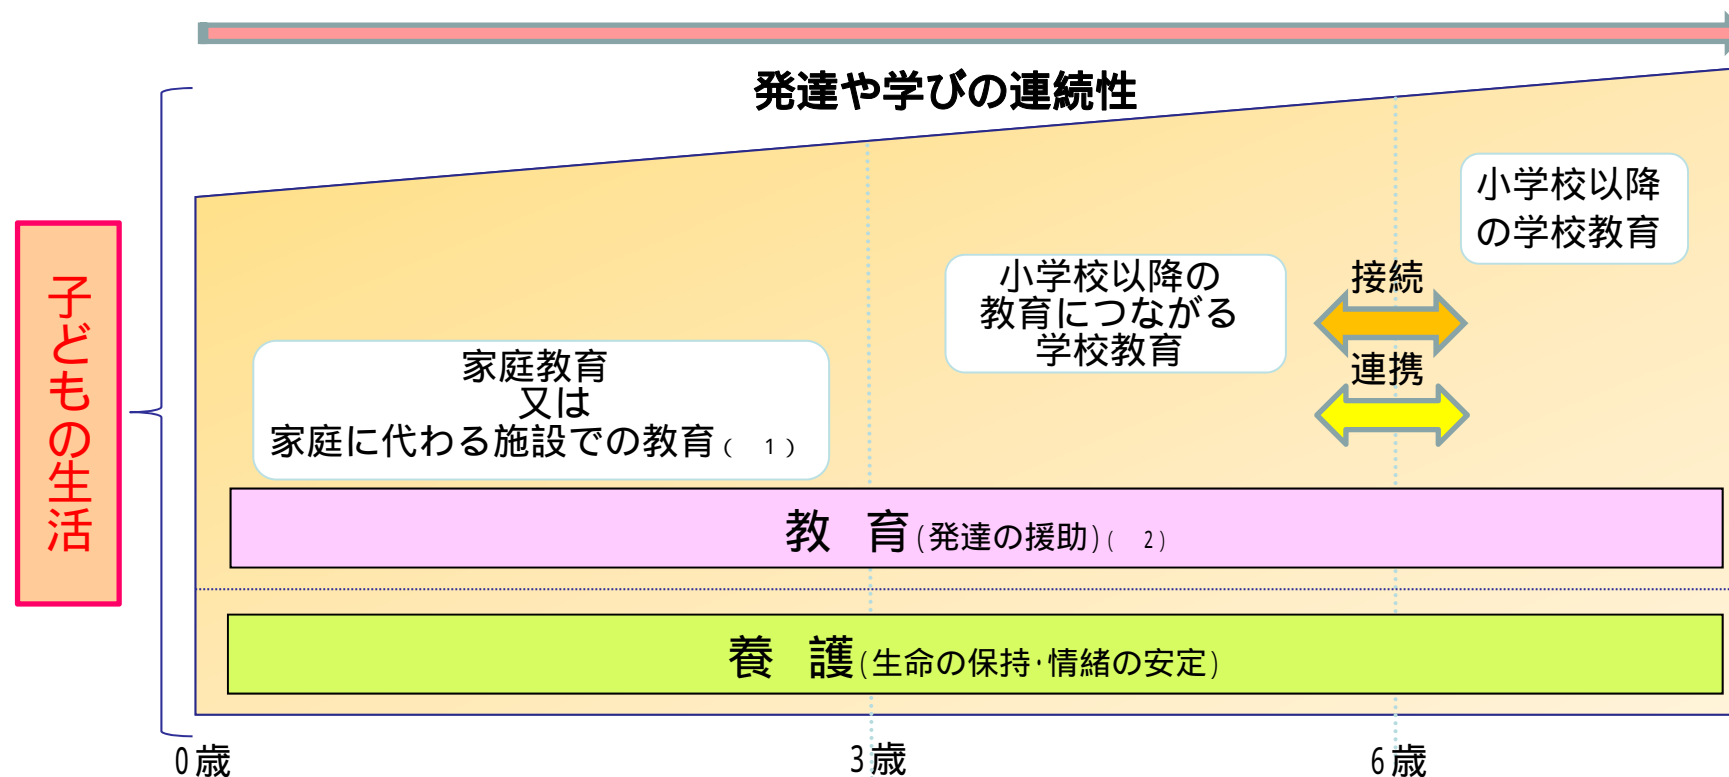 発達や学びの連続性
子どもの生活
小学校以降
の学校教育
小学校以降の
教育につながる
学校教育
接続
連携
家庭教育
又は
家庭に代わる施設での教育( 1)
教 育(発達の援助)( 2)
養 護(生命の保持･情緒の安定)
0歳
3歳
6歳